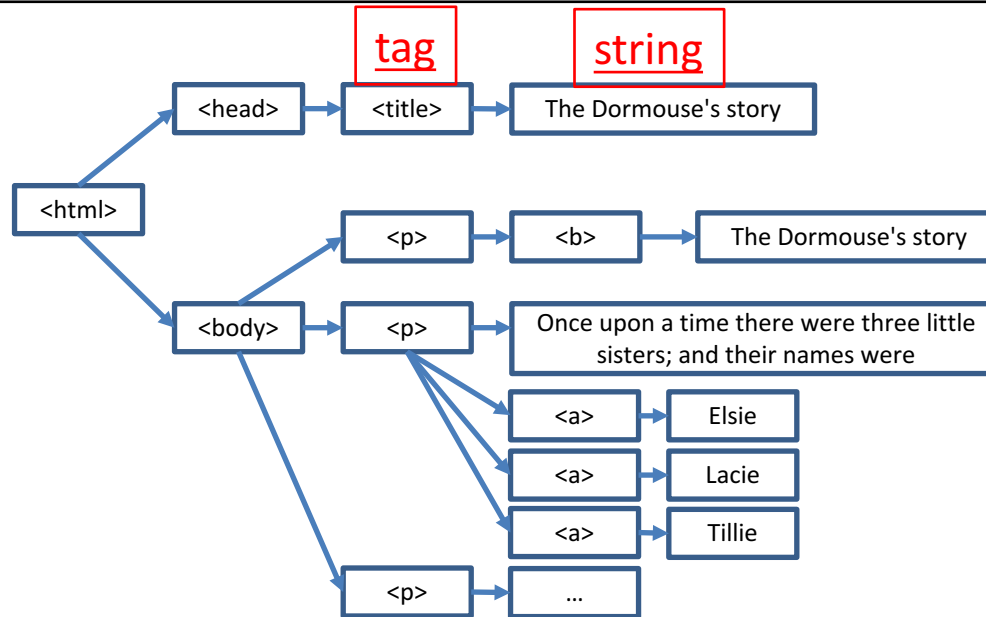 tag
string
<head>
<title>
The Dormouse's story
<html>
<p>
<b>
The Dormouse's story
<body>
<p>
Once upon a time there were three little
sisters; and their names were
<a>
Elsie
<a>
Lacie
<a>
Tillie
<p>
...